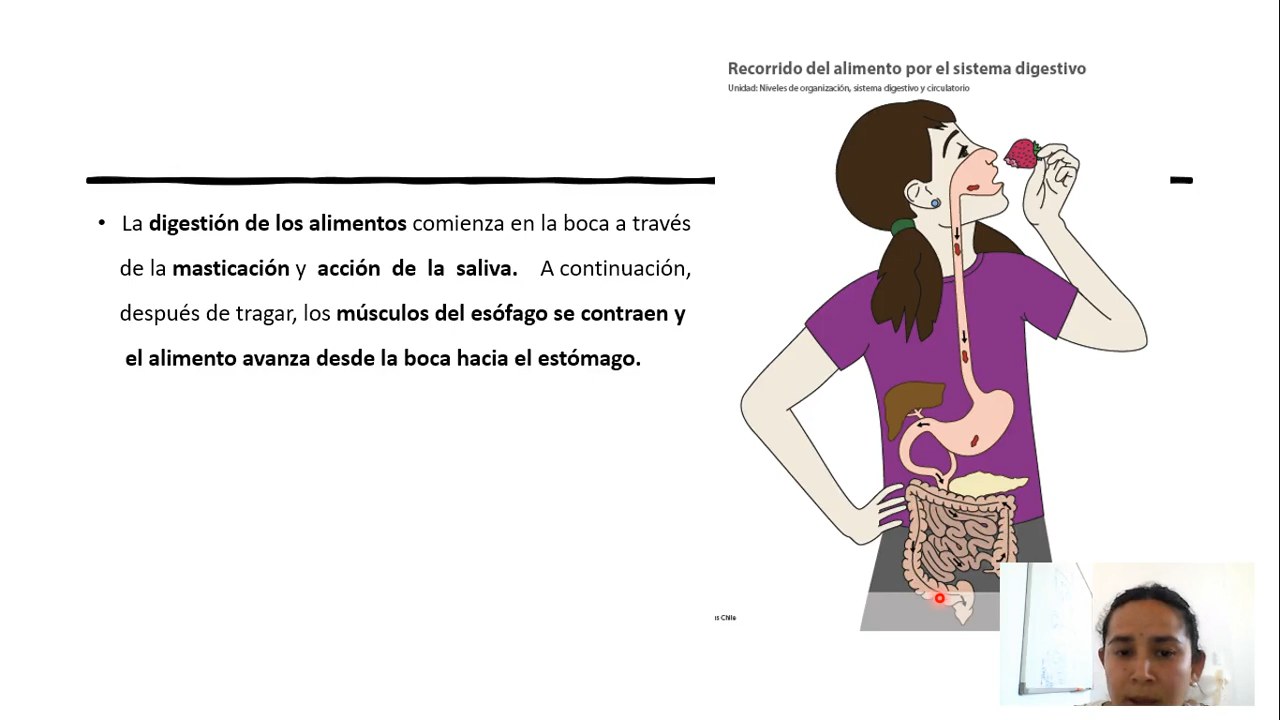 Recorrido del alimento por el sistema digestivo
Unidad: Niveles de organización, sistema digestivo y circulatorio
• La digestión de los alimentos comienza en la boca a través
de la masticación y acción de la saliva. A continuación,
después de tragar, los músculos del esófago se contraen y
el alimento avanza desde la boca hacia el estómago.
s Chile